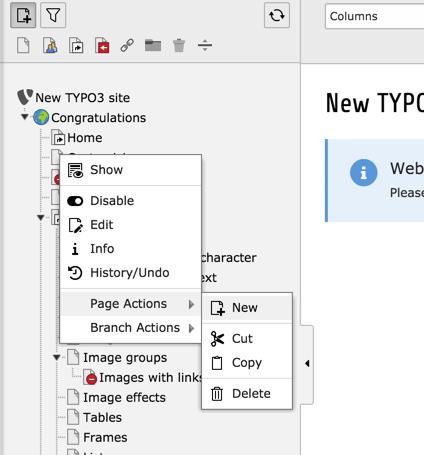 Columns
New TYPO3 site
New TYPO
Congratulations
Home
Show
Web
Please
Disable
Edit
Info
character
History/Undo
ext
Page Actions
New
Branch Actions
Cut
Image groups
Copy
Images with links
Delete
Image effects
Tables
Frames